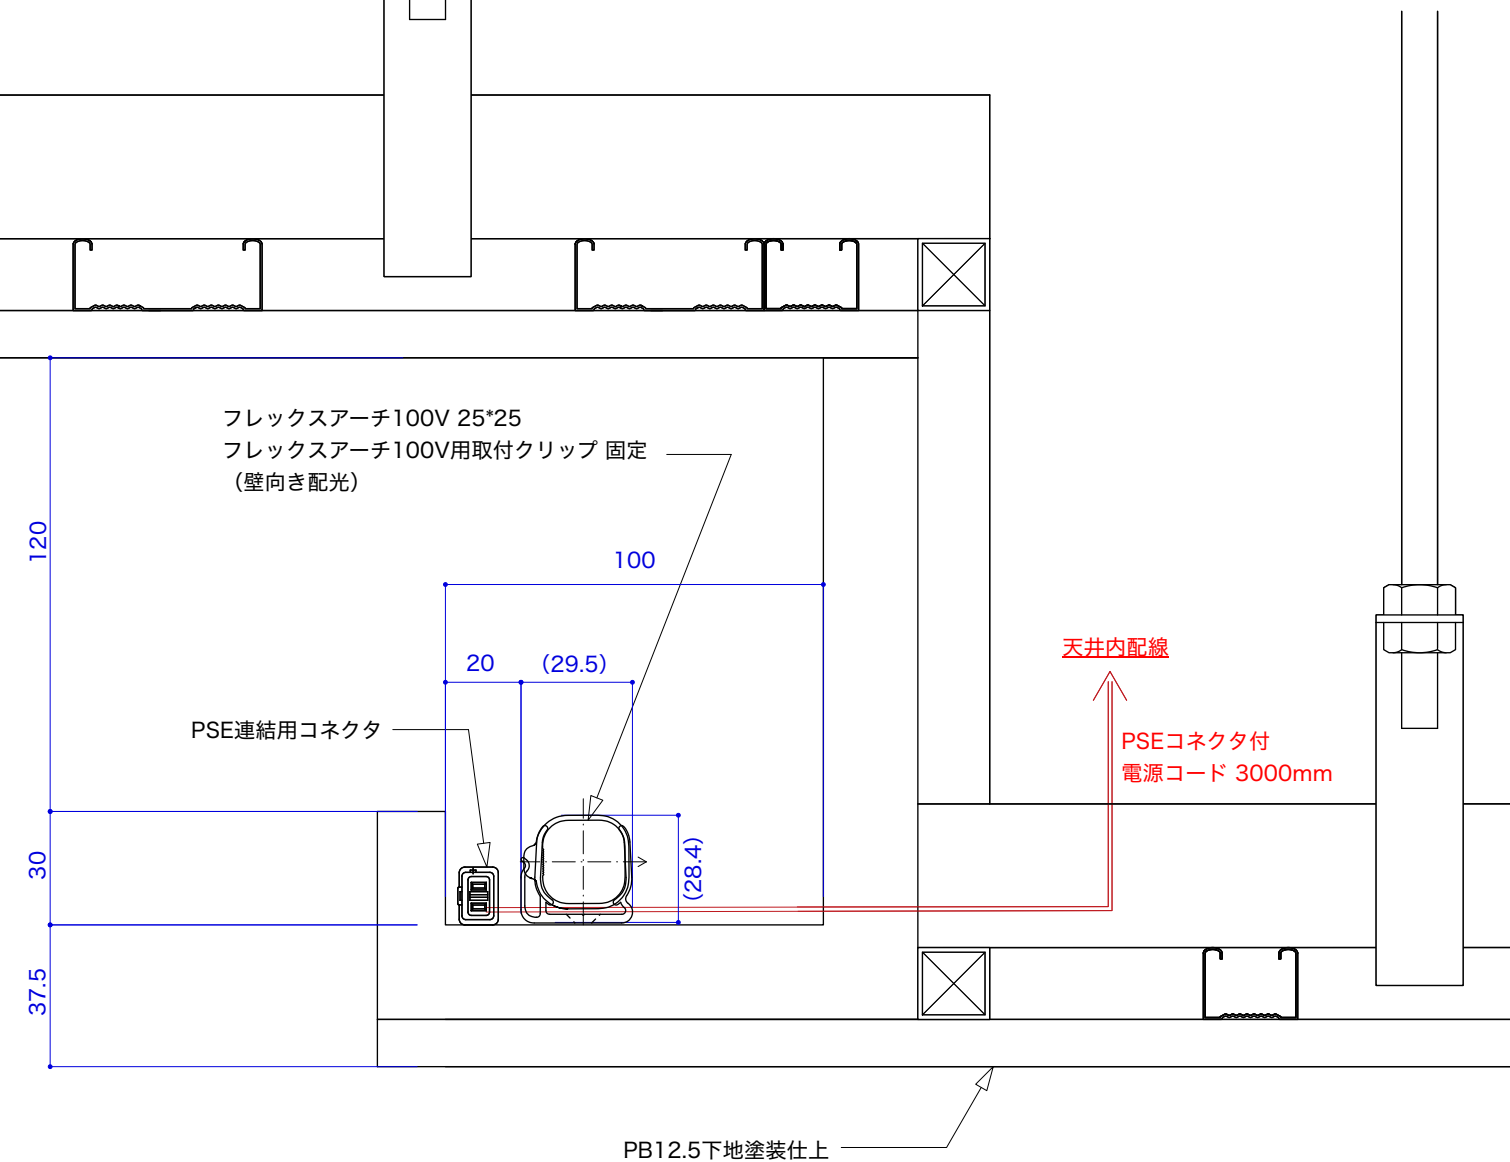 フレックスアーチ100V 25*25
フレックスアーチ100V用取付クリップ 固定
（壁向き配光）
120
100
20
（29.5）
天井内配線
PSE連結用コネクタ
PSEコネクタ付
電源コード 3000mm
30
（28.4）
37.5
PB12.5下地塗装仕上